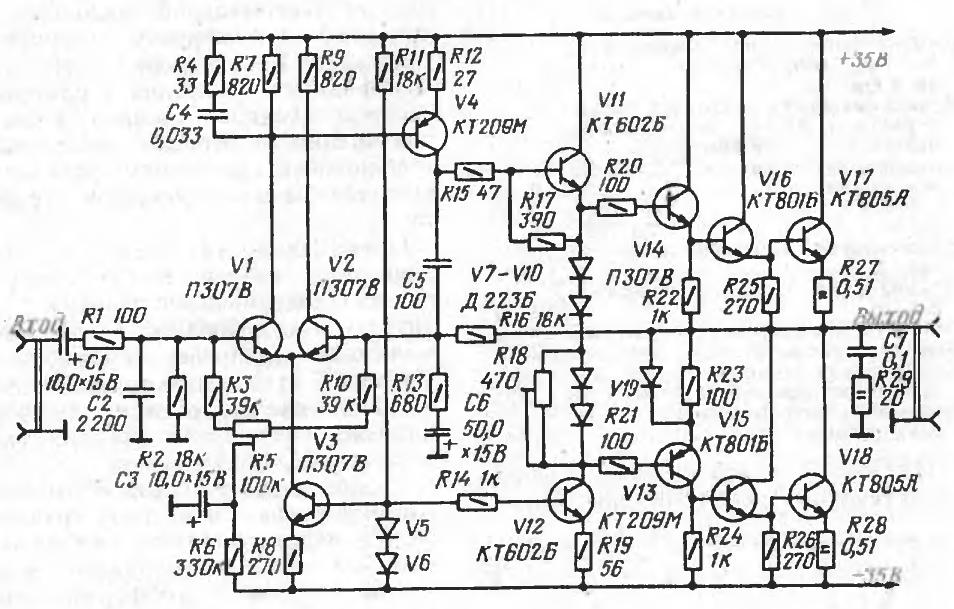 R4 33
R7 820
R9 820
R11 18к
R12 27
+35В
C4 0,033
V4 КТ209М
V11 КТ602Б
R15 47
R17 390
R20 100
V14 П307В
V16 КТ801Б
V17 КТ805А
V1 П307В
V2 П307В
C5 100
V7-V10 Д223Б
R22 1к
R25 270
R27 0,51
Вход
R1 100
C1 10,0×15В
C2 2200
R16 18к
Выход
C7 0,1
R29 20
R3 39к
R10 39к
R13 680
C6 50,0 ×15В
R18 470
V19
R21 100
R23 100
V15 КТ801Б
R2 18к
R5 100к
V3 П307В
C3 10,0×15В
R14 1к
V12 КТ602Б
V13 КТ209М
V18 КТ805А
R6 330к
R8 270
V5
V6
R19 56
R24 1к
R26 270
R28 0,51
-35В